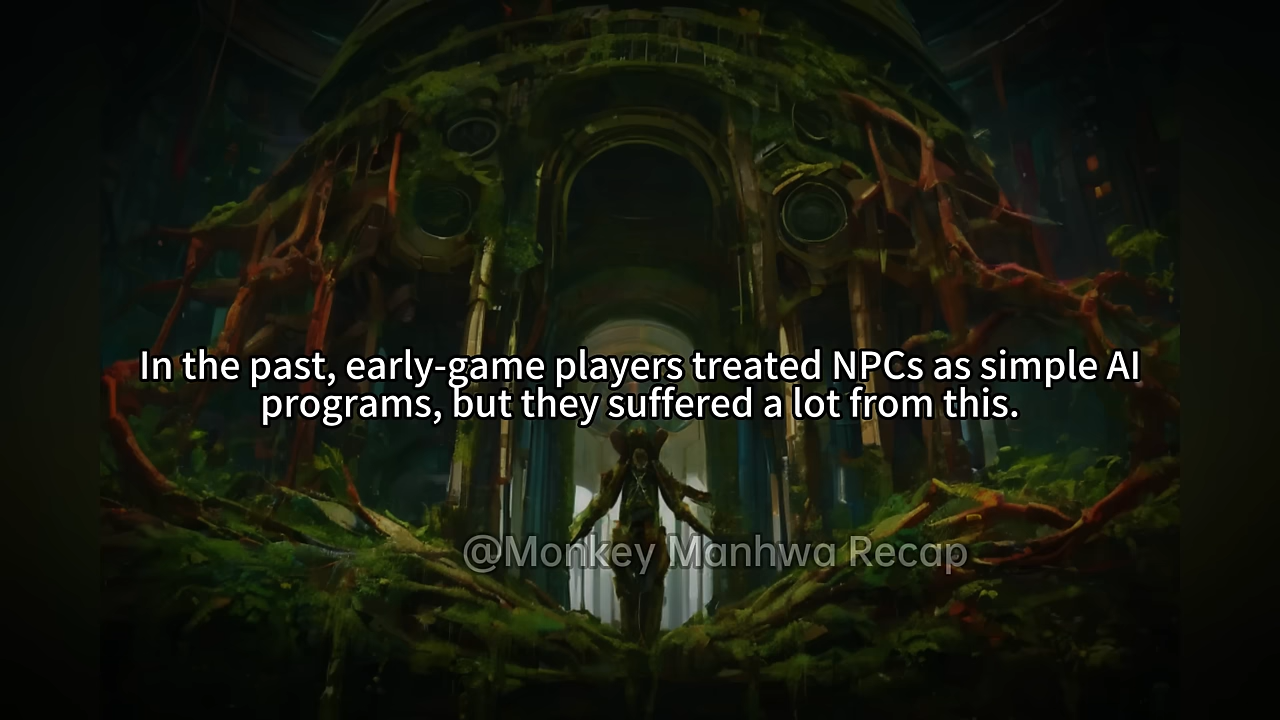 In the past, early-game players treated NPCs as simple AI
programs, but they suffered a lot from this.
@Monkey Manhwa Recap